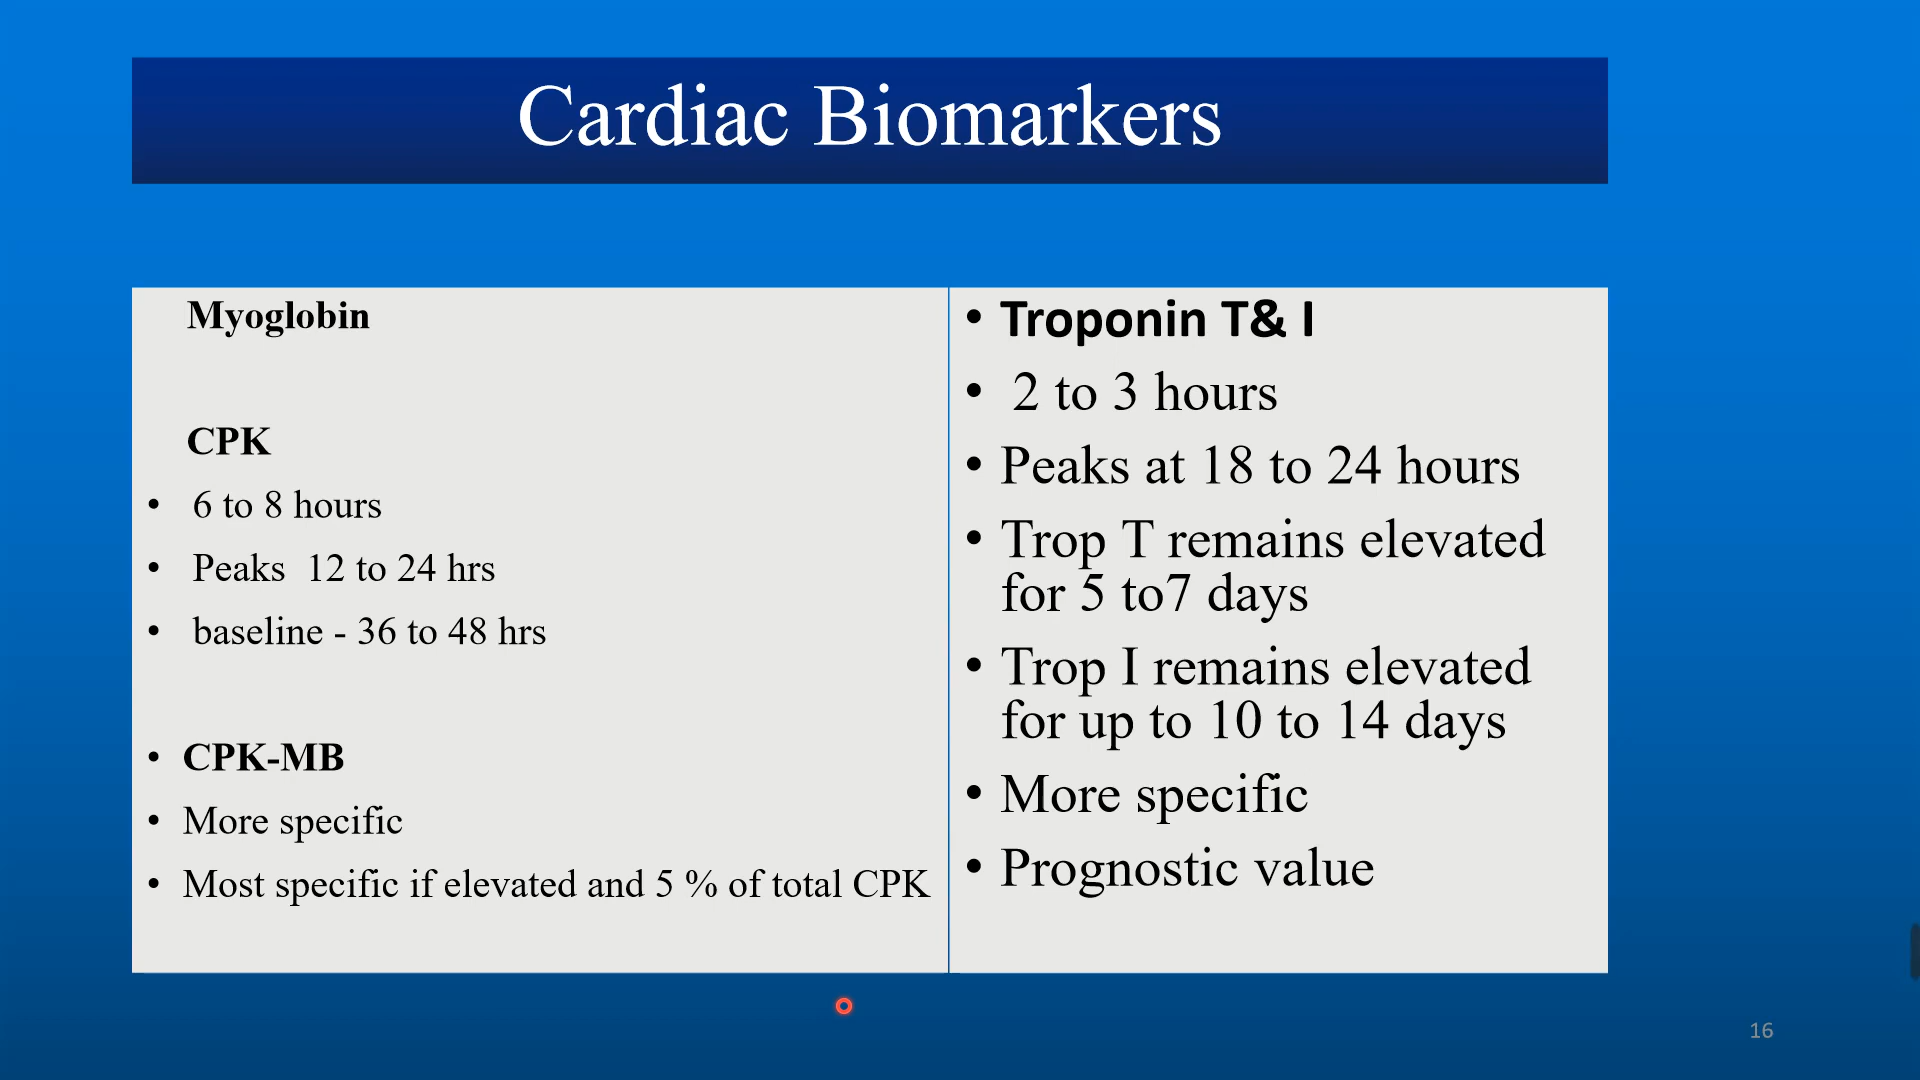 Cardiac Biomarkers
Myoglobin
CPK
• 6 to 8 hours
• Peaks 12 to 24 hrs
• baseline - 36 to 48 hrs
• CPK-MB
• More specific
• Most specific if elevated and 5 % of total CPK
• Troponin T& I
• 2 to 3 hours
• Peaks at 18 to 24 hours
• Trop T remains elevated
for 5 to7 days
• Trop I remains elevated
for up to 10 to 14 days
• More specific
• Prognostic value
16